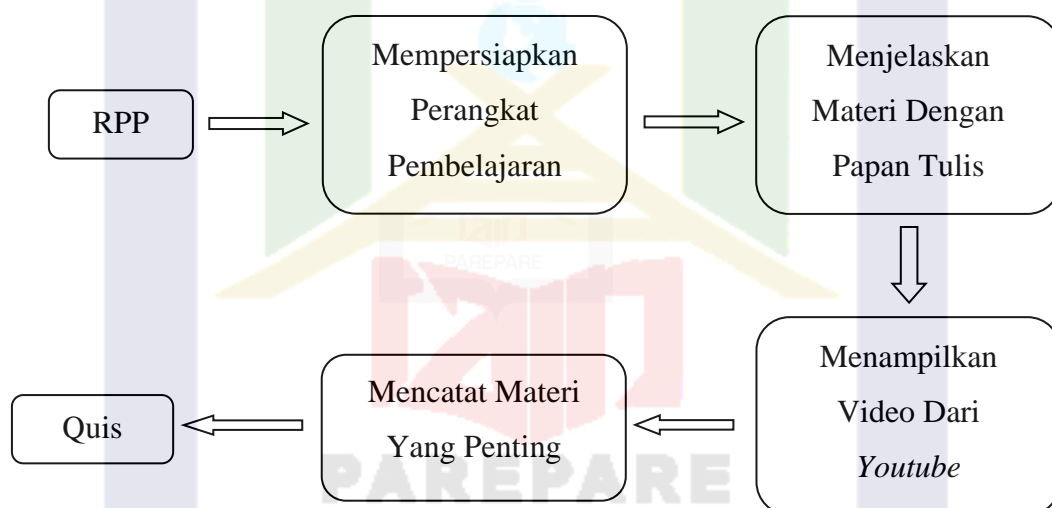 RPP
Mempersiapkan
Perangkat
Pembelajaran
Menjelaskan
Materi Dengan
Papan Tulis
Menampilkan
Video Dari
Youtube
Mencatat Materi
Yang Penting
Quis
PAREPARE
PAREPARE